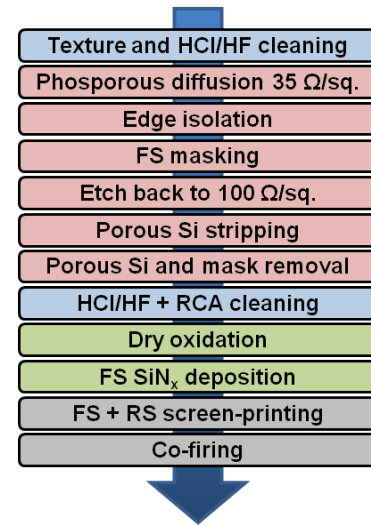 Texture and HCl/HF cleaning
Phosporous diffusion 35 Ω/sq.
Edge isolation
FS masking
Etch back to 100 Ω/sq.
Porous Si stripping
Porous Si and mask removal
HCl/HF + RCA cleaning
Dry oxidation
FS SiNₓ deposition
FS + RS screen-printing
Co-firing